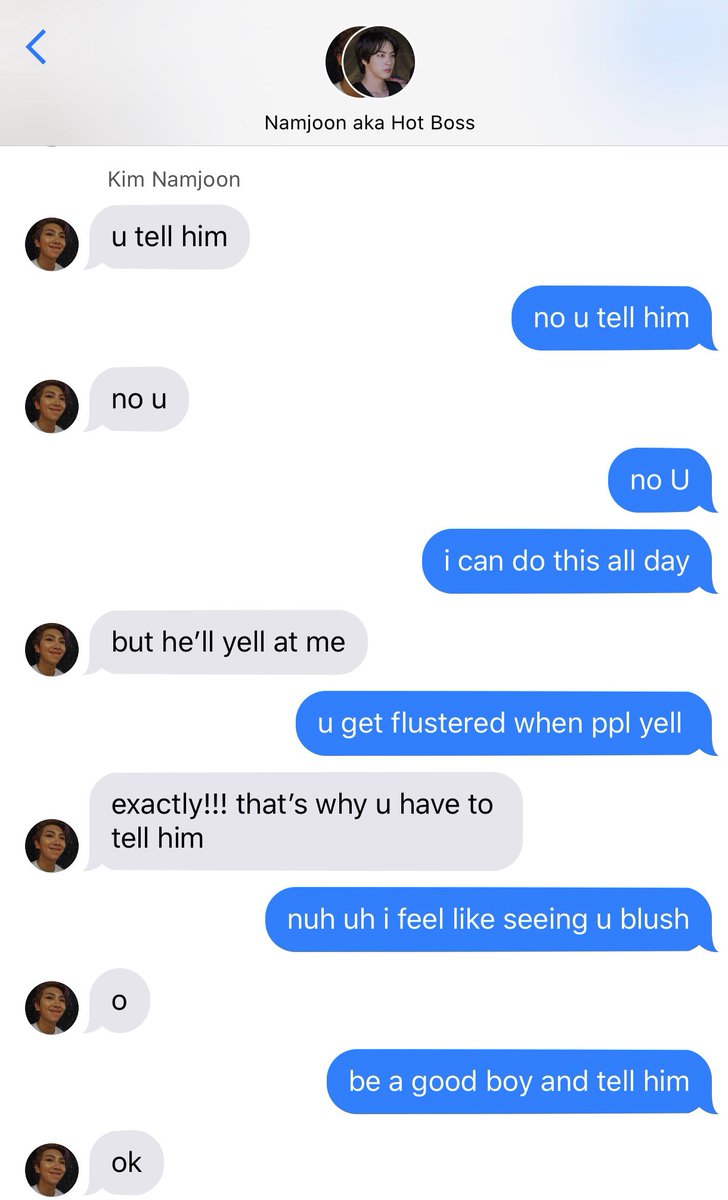 Namjoon aka Hot Boss
Kim Namjoon
u tell him
no u tell him
no u
no U
i can do this all day
but he’ll yell at me
u get flustered when ppl yell
exactly!!! that’s why u have to
tell him
nuh uh i feel like seeing u blush
o
be a good boy and tell him
ok